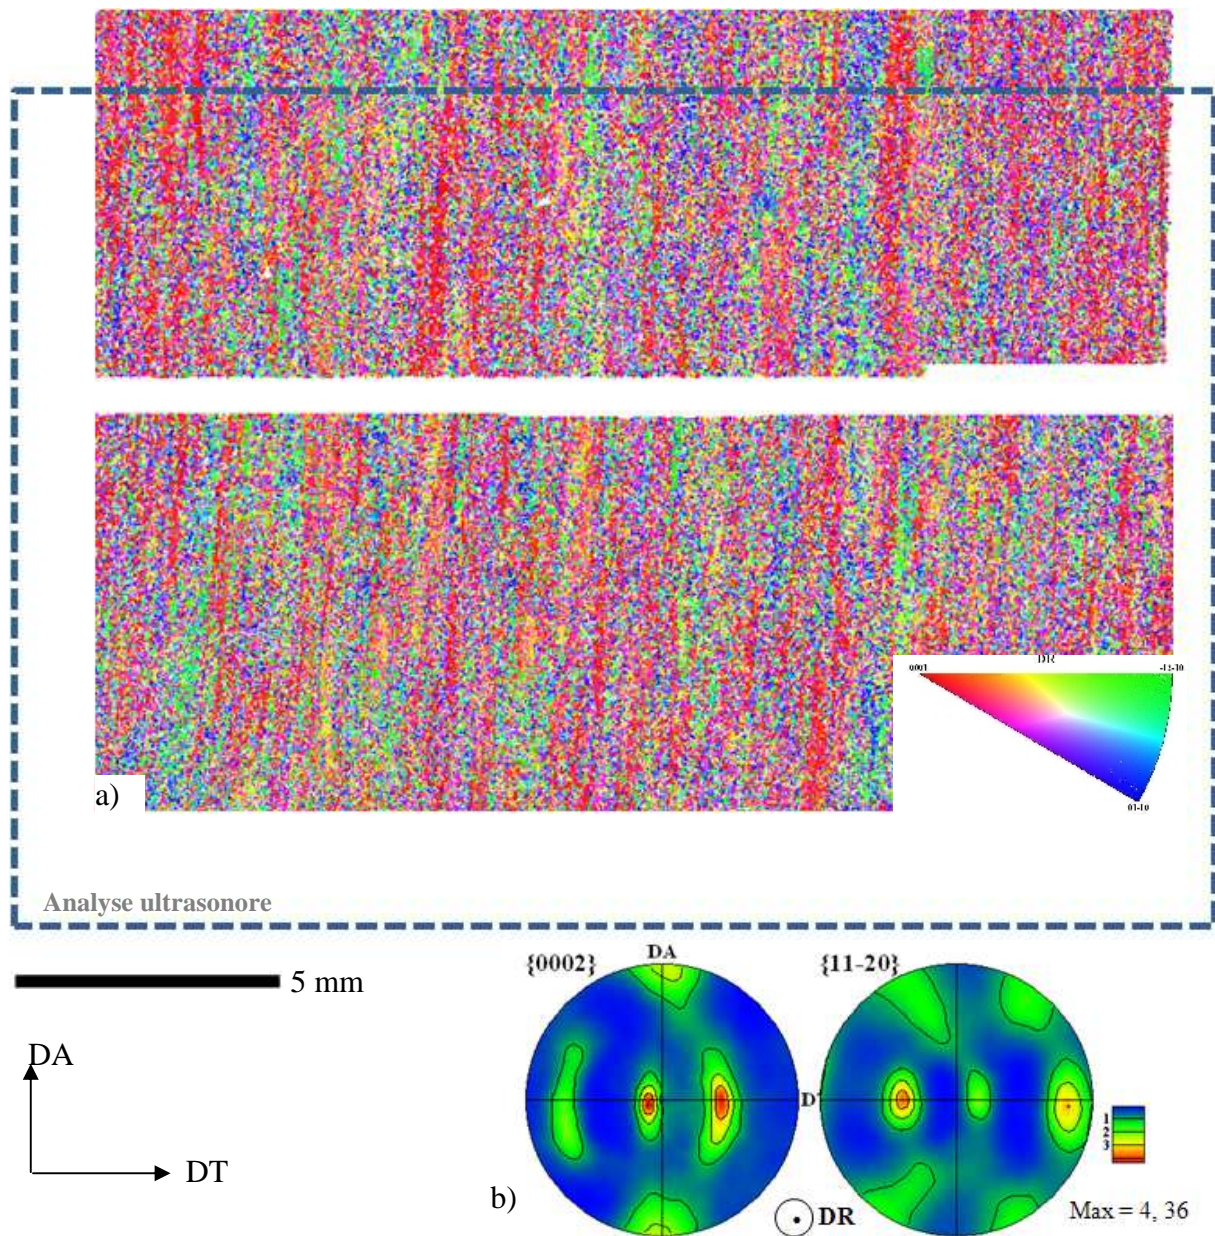 0001
DR
-12-10
01-10
a)
Analyse ultrasonore
5 mm
DA
DT
{0002}
DA
{11-20}
D
1
2
3
b)
DR
Max = 4, 36